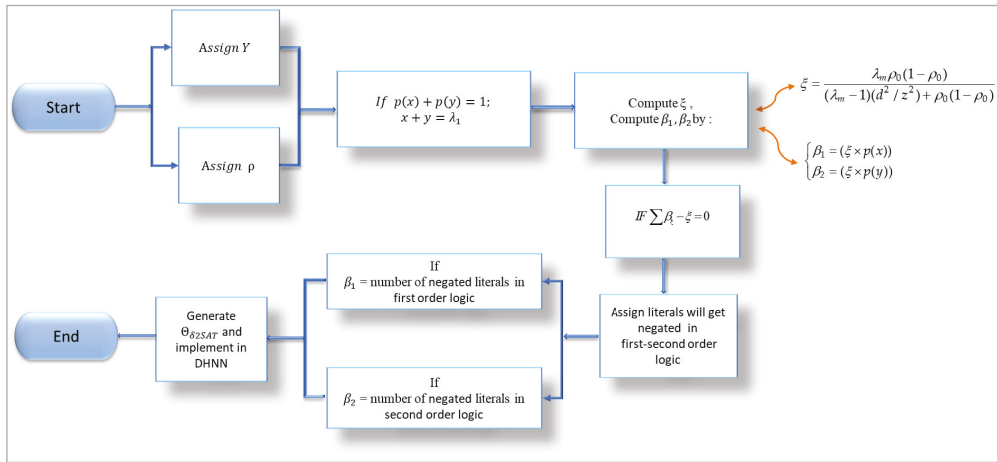 Start
Assign Y
Assign ρ
If p(x) + p(y) = 1;
x + y = λ₁
Compute ξ ,
Compute β₁, β₂ by :
ξ = λₘρ₀(1−ρ₀) / (λₘ−1)(d²/z²)+ρ₀(1−ρ₀)
β₁ = (ξ × p(x))
β₂ = (ξ × p(y))
IF ∑ βᵢ − ξ = 0
Assign literals will get
negated in
first-second order
logic
If
β₁ = number of negated literals in
first order logic
If
β₂ = number of negated literals in
second order logic
Generate
Θδ2SAT and
implement in
DHNN
End